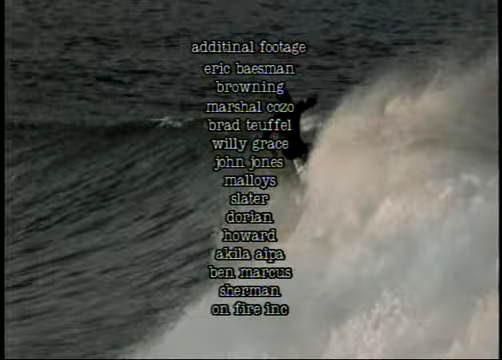 additinal footage
eric baesman
browning
marshal cozo
brad teuffel
willy grace
john jones
malloys
slater
dorian
howard
akila aipa
ben marcus
sherman
on fire inc